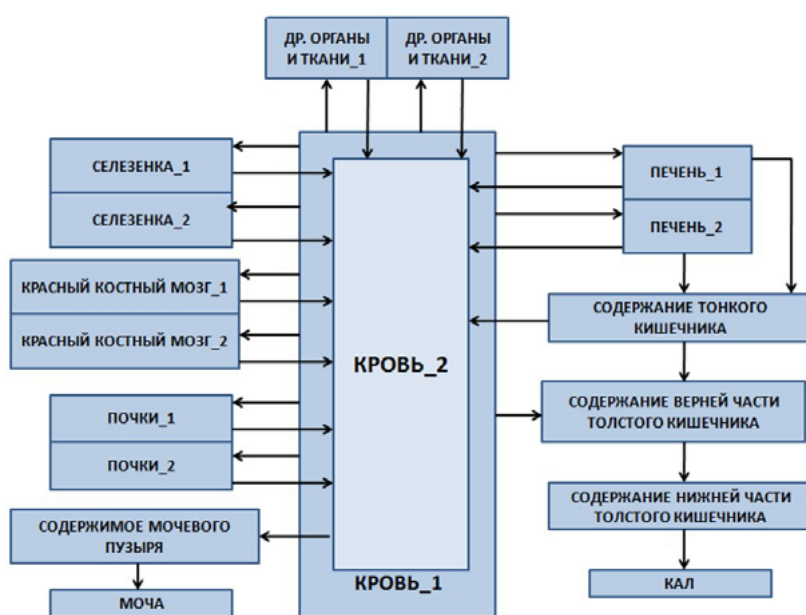 ДР. ОРГАНЫ
И ТКАНИ_1
ДР. ОРГАНЫ
И ТКАНИ_2
СЕЛЕЗЕНКА_1
СЕЛЕЗЕНКА_2
КРАСНЫЙ КОСТНЫЙ МОЗГ_1
КРАСНЫЙ КОСТНЫЙ МОЗГ_2
ПОЧКИ_1
ПОЧКИ_2
СОДЕРЖИМОЕ МОЧЕВОГО
ПУЗЫРЯ
МОЧА
КРОВЬ_2
КРОВЬ_1
ПЕЧЕНЬ_1
ПЕЧЕНЬ_2
СОДЕРЖАНИЕ ТОНКОГО
КИШЕЧНИКА
СОДЕРЖАНИЕ ВЕРНЕЙ ЧАСТИ
ТОЛСТОГО КИШЕЧНИКА
СОДЕРЖАНИЕ НИЖНЕЙ ЧАСТИ
ТОЛСТОГО КИШЕЧНИКА
КАЛ